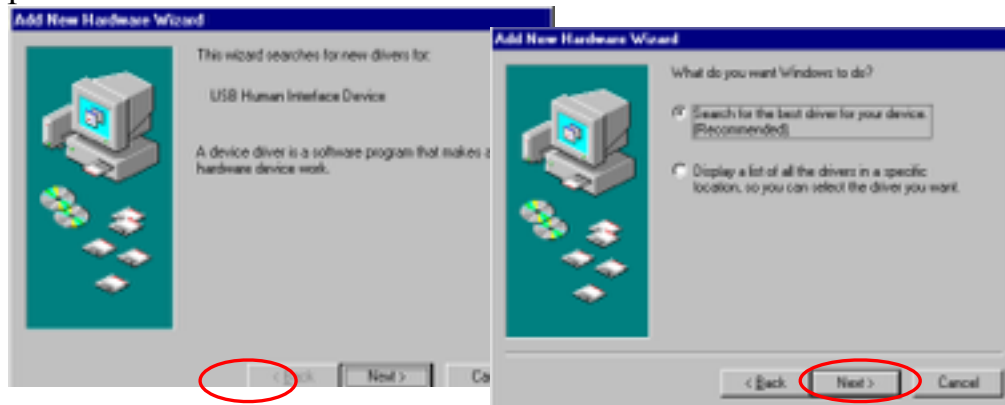 Add New Hardware Wizard
This wizard searches for new drivers for:
USB Human Interface Device
A device driver is a software program that makes a
hardware device work.
< Back
Next >
Ca
Add New Hardware Wizard
What do you want Windows to do?
Search for the best driver for your device.
(Recommended).
Display a list of all the drivers in a specific
location, so you can select the driver you want.
< Back
Next >
Cancel